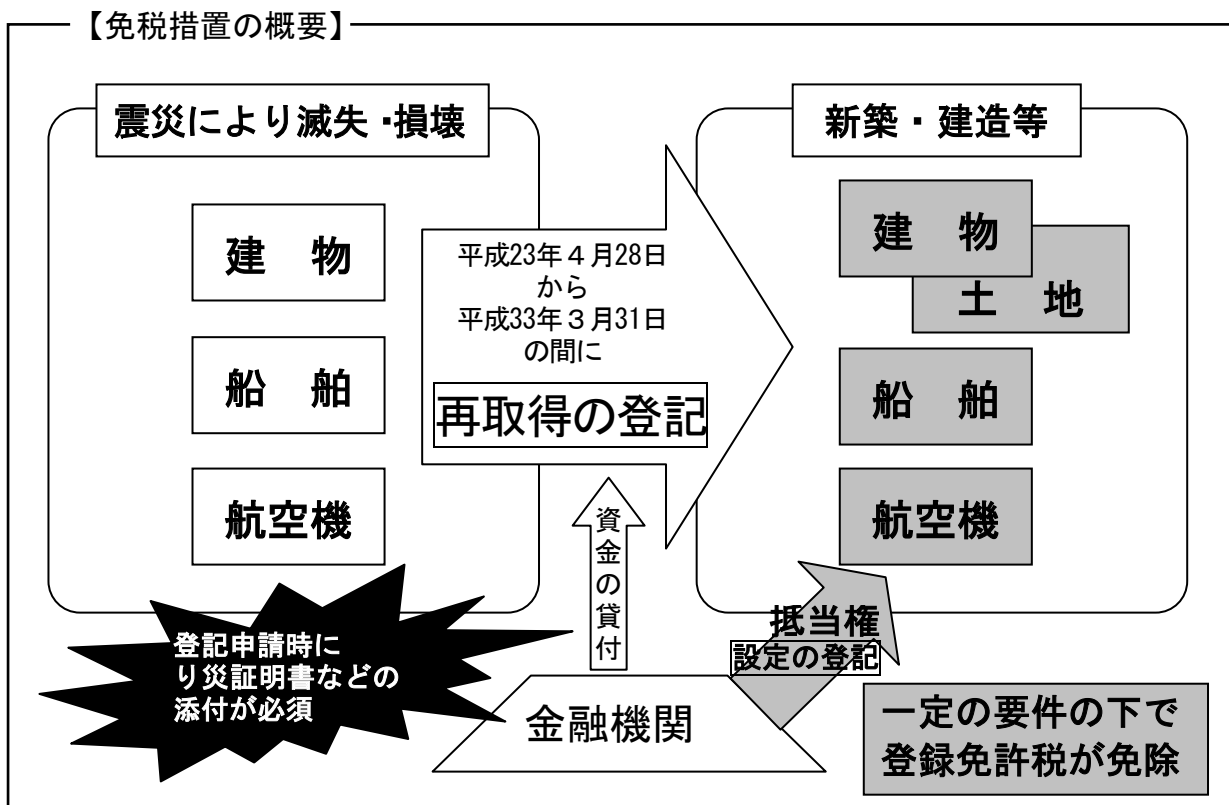 【免税措置の概要】
震災により滅失・損壊
建　物
船　舶
航空機
登記申請時に
り災証明書などの
添付が必須
平成23年４月28日
から
平成33年３月31日
の間に
再取得の登記
資金の貸付
金融機関
新築・建造等
建　物
土　地
船　舶
航空機
抵当権
設定の登記
一定の要件の下で
登録免許税が免除